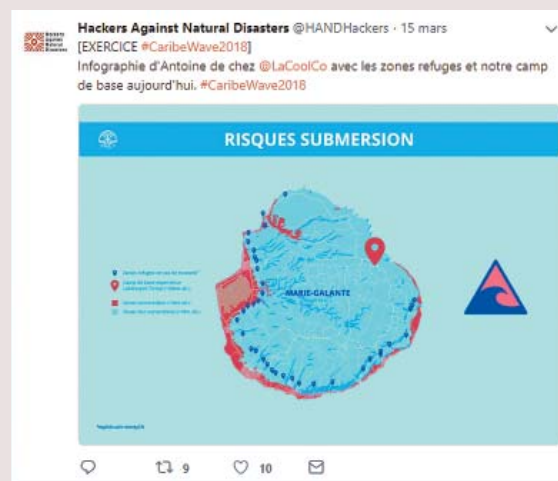 Hackers Against Natural Disasters @HANDHackers · 15 mars
[EXERCICE #CaribeWave2018]
Infographie d'Antoine de chez @LaCoolCo avec les zones refuges et notre camp
de base aujourd'hui. #CaribeWave2018
RISQUES SUBMERSION
MARIE-GALANTE
9
10